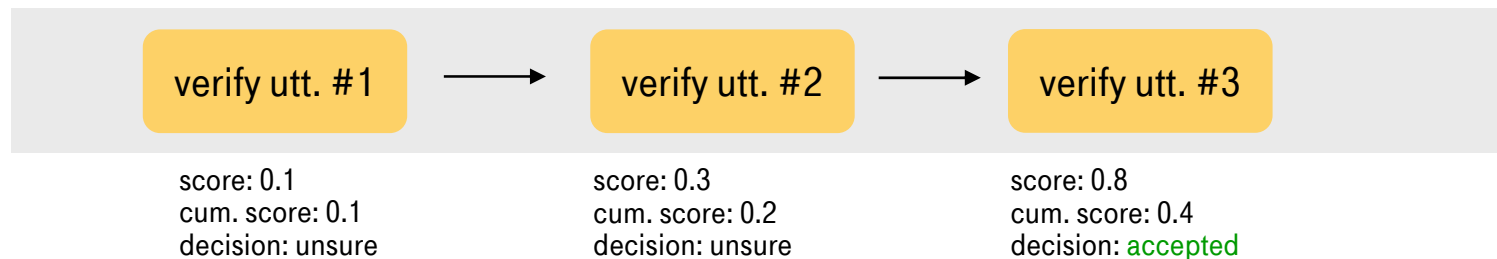 verify utt. #1
verify utt. #2
verify utt. #3
score: 0.1
cum. score: 0.1
decision: unsure
score: 0.3
cum. score: 0.2
decision: unsure
score: 0.8
cum. score: 0.4
decision: accepted